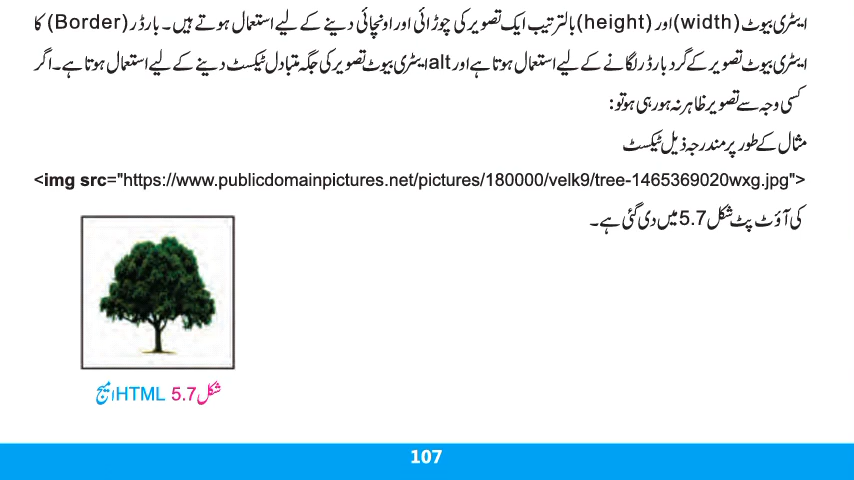 ایٹری بیوٹ (width) اور (height) بالترتیب ایک تصویر کی چوڑائی اور اونچائی دینے کے لیے استعمال ہوتے ہیں۔ بارڈر (Border) کا
ایٹری بیوٹ تصویر کے گرد بارڈر لگانے کے لیے استعمال ہوتا ہے اور alt ایٹری بیوٹ تصویر کی جگہ متبادل ٹیکسٹ دینے کے لیے استعمال ہوتا ہے۔ اگر
کسی وجہ سے تصویر ظاہر نہ ہو رہی ہو تو:
مثال کے طور پر مندرجہ ذیل ٹیکسٹ
<img src="https://www.publicdomainpictures.net/pictures/180000/velk9/tree-1465369020wxg.jpg">
کی آؤٹ پٹ شکل 5.7 میں دی گئی ہے۔
شکل 5.7 HTML امیج
107